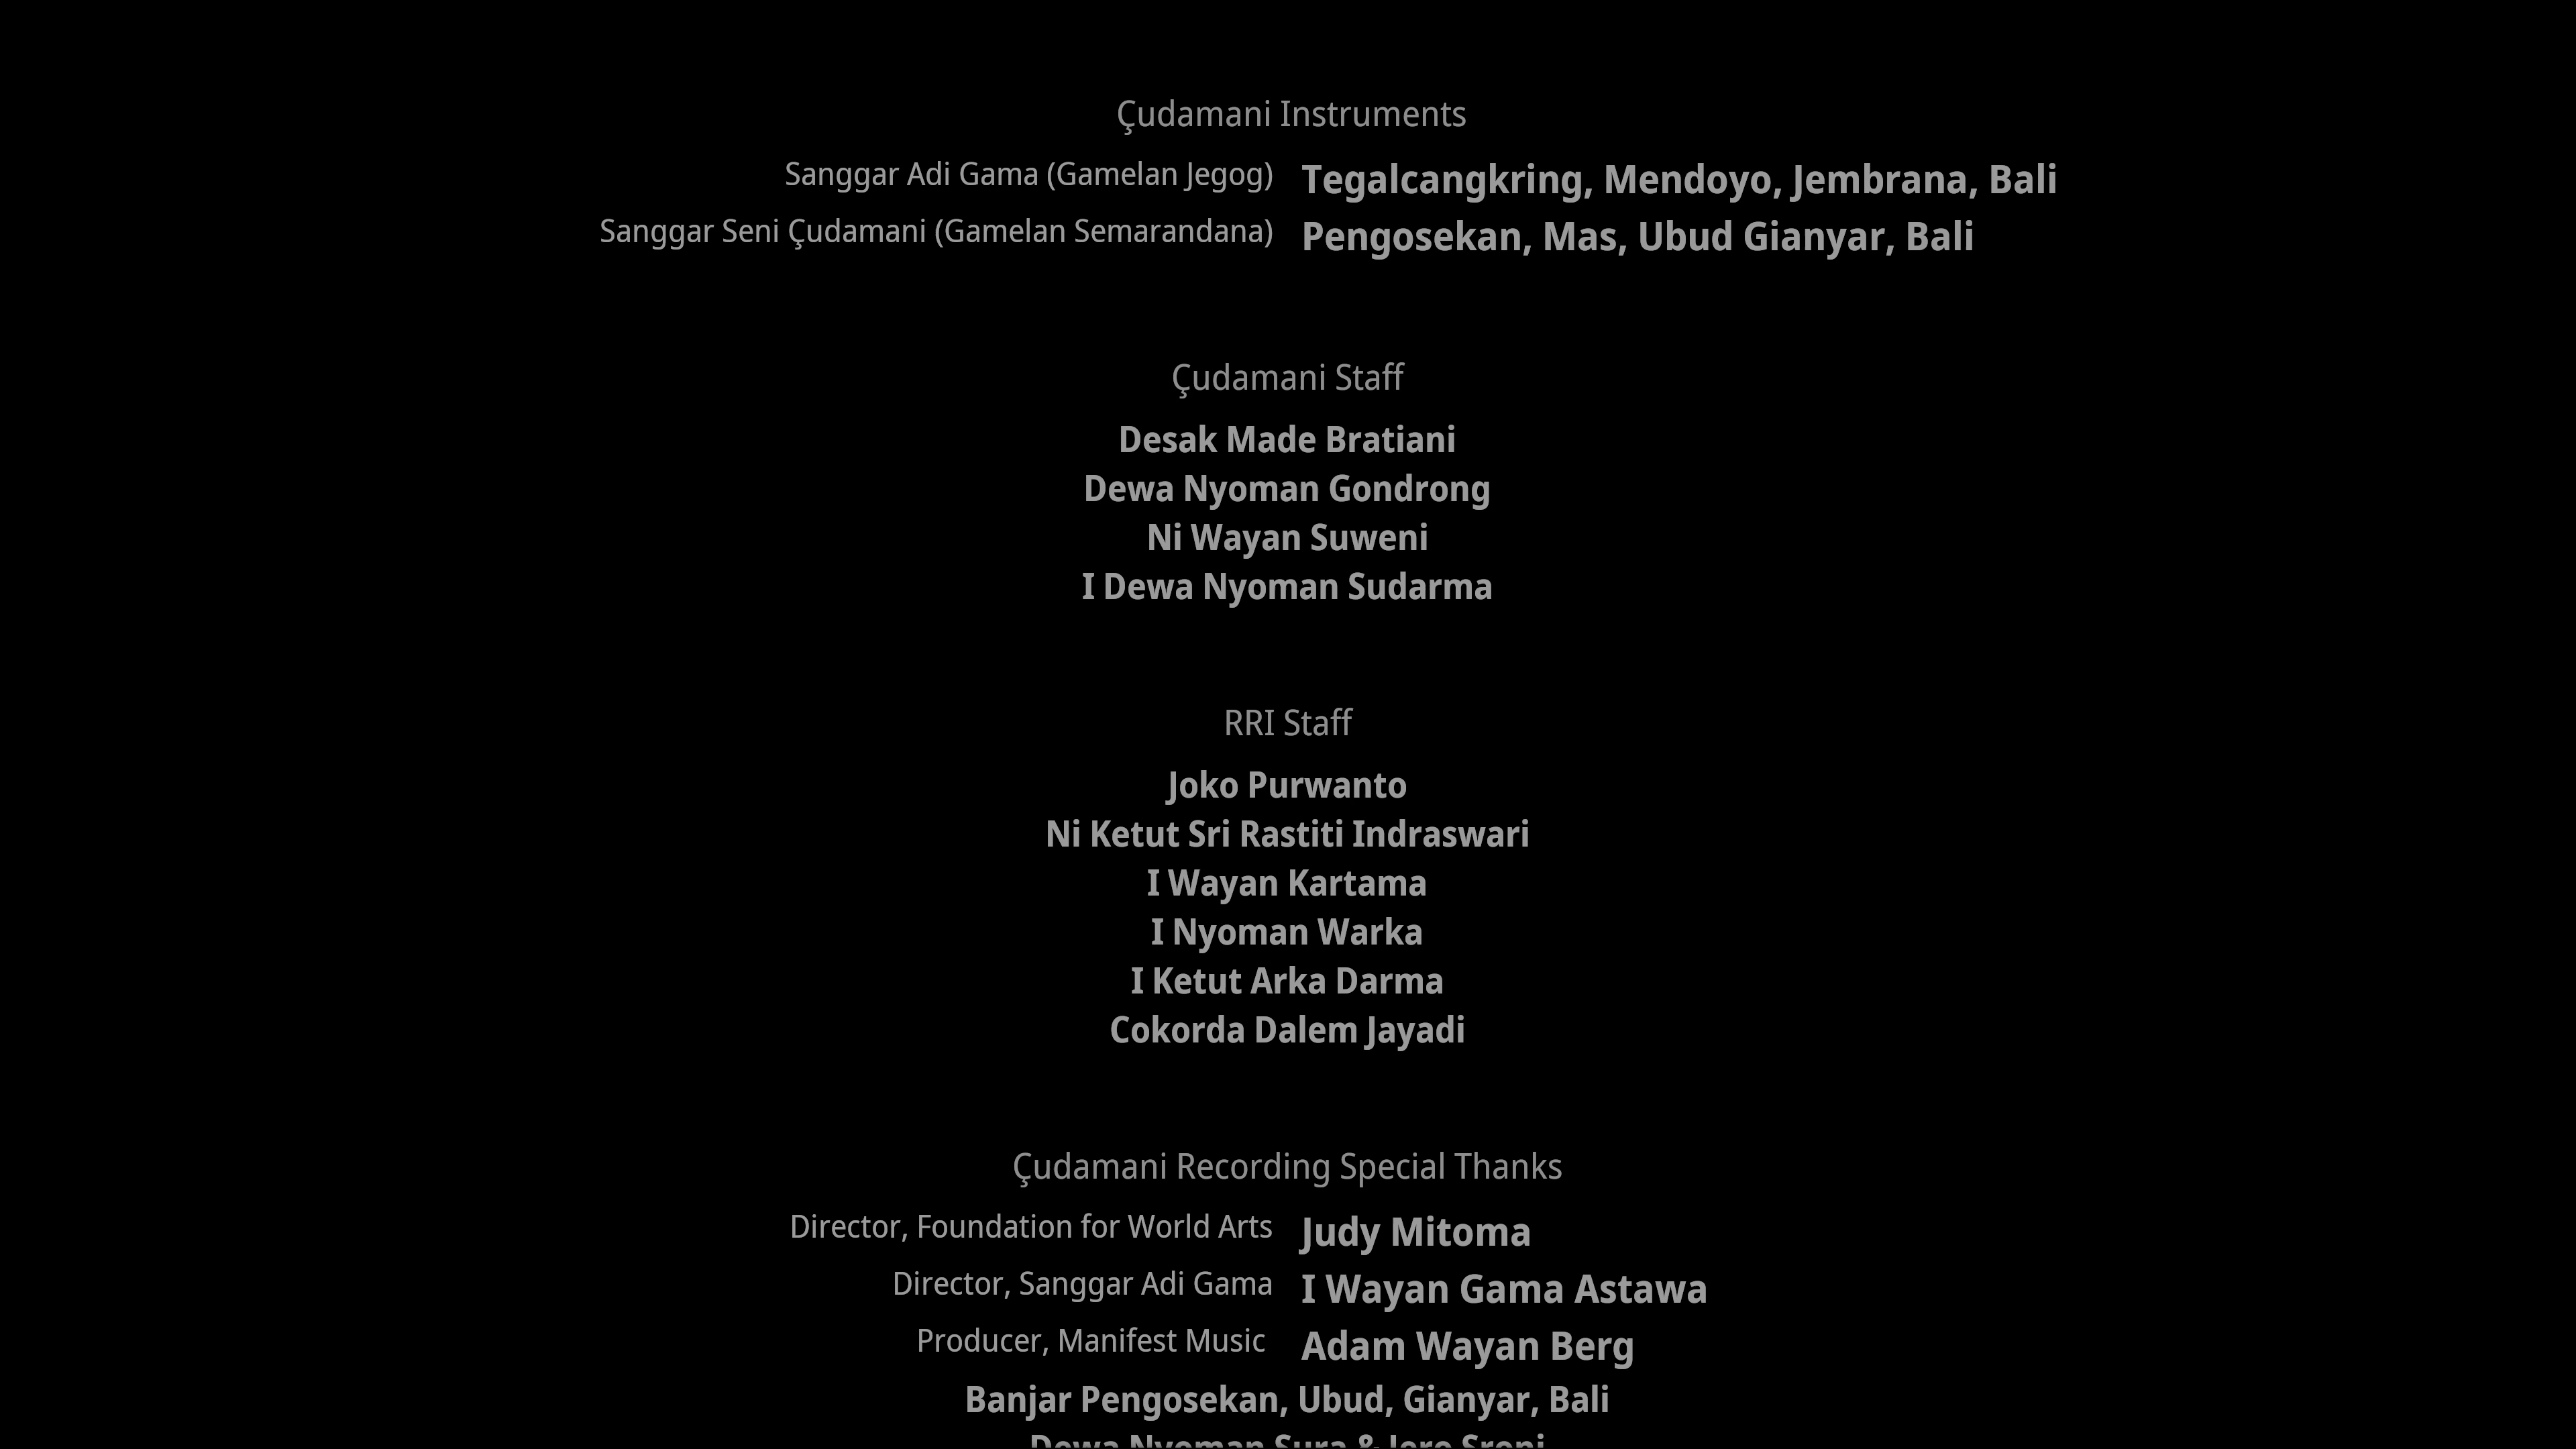 Çudamani Instruments
Sanggar Adi Gama (Gamelan Jegog) Tegalcangkring, Mendoyo, Jembrana, Bali
Sanggar Seni Çudamani (Gamelan Semarandana) Pengosekan, Mas, Ubud Gianyar, Bali
Çudamani Staff
Desak Made Bratiani
Dewa Nyoman Gondrong
Ni Wayan Suweni
I Dewa Nyoman Sudarma
RRI Staff
Joko Purwanto
Ni Ketut Sri Rastiti Indraswari
I Wayan Kartama
I Nyoman Warka
I Ketut Arka Darma
Cokorda Dalem Jayadi
Çudamani Recording Special Thanks
Director, Foundation for World Arts Judy Mitoma
Director, Sanggar Adi Gama I Wayan Gama Astawa
Producer, Manifest Music Adam Wayan Berg
Banjar Pengosekan, Ubud, Gianyar, Bali
Dewa Nyoman Sura & Jero